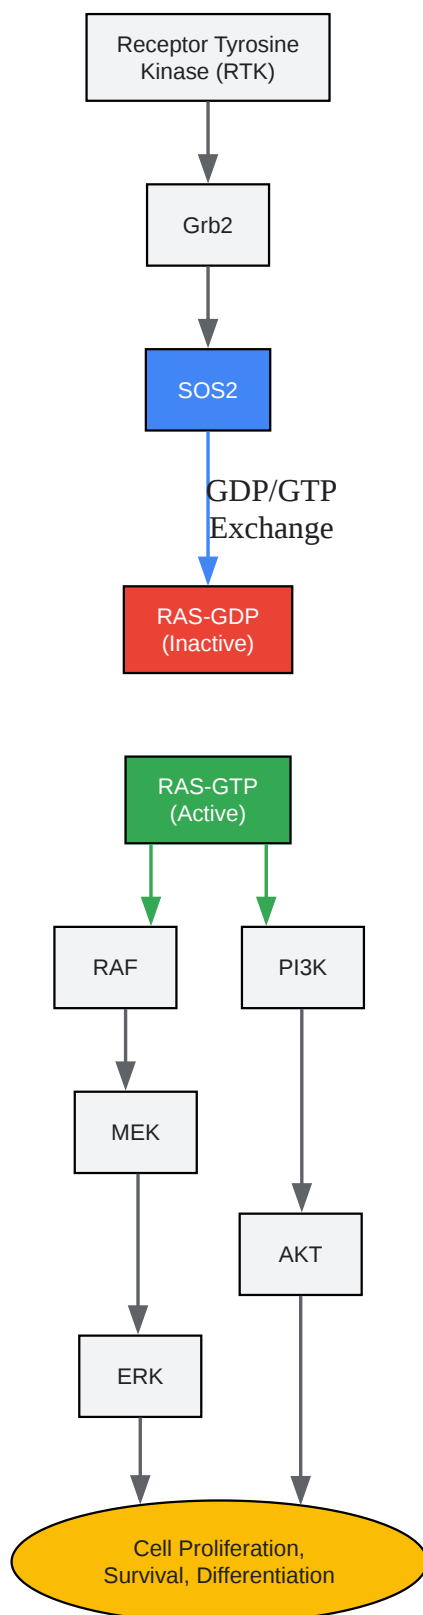 Receptor Tyrosine
Kinase (RTK)
Grb2
SOS2
GDP/GTP
Exchange
RAS-GDP
(Inactive)
RAS-GTP
(Active)
RAF
PI3K
MEK
AKT
ERK
Cell Proliferation,
Survival, Differentiation